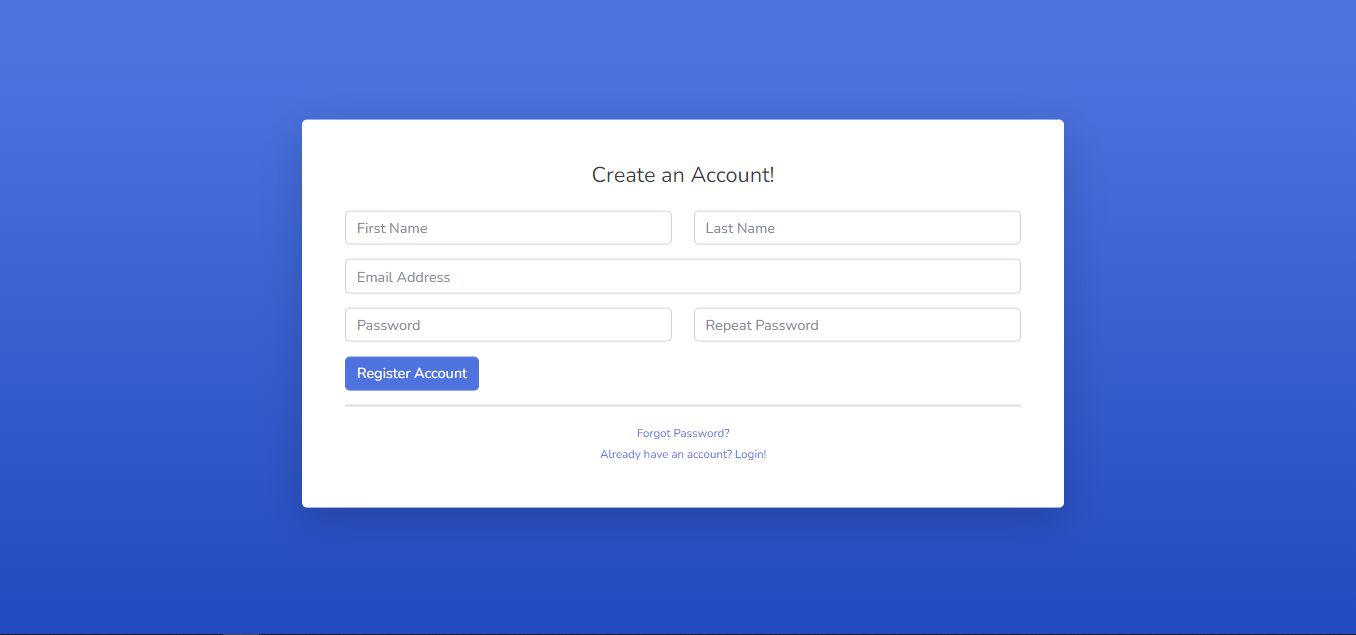 Create an Account!
First Name Last Name
Email Address
Password Repeat Password
Register Account
Forgot Password?
Already have an account? Login!